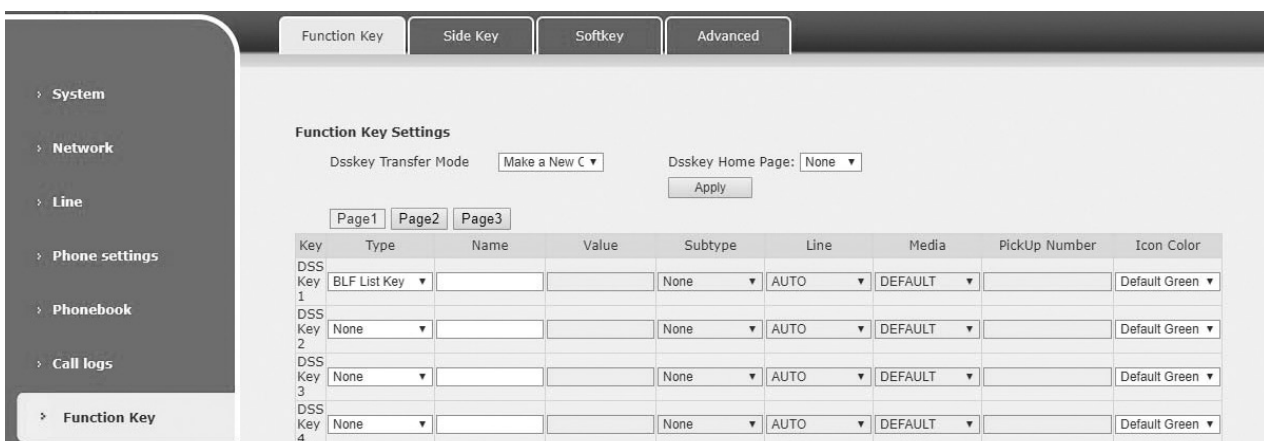 Function Key Side Key Softkey Advanced
System
Network
Line
Phone settings
Phonebook
Call logs
Function Key
Function Key Settings
Dsskey Transfer Mode Make a New C Dsskey Home Page: None
Apply
Page1 Page2 Page3
Key Type Name Value Subtype Line Media PickUp Number Icon Color
DSS Key 1 BLF List Key None AUTO DEFAULT Default Green
DSS Key 2 None None AUTO DEFAULT Default Green
DSS Key 3 None None AUTO DEFAULT Default Green
DSS Key 4 None None AUTO DEFAULT Default Green